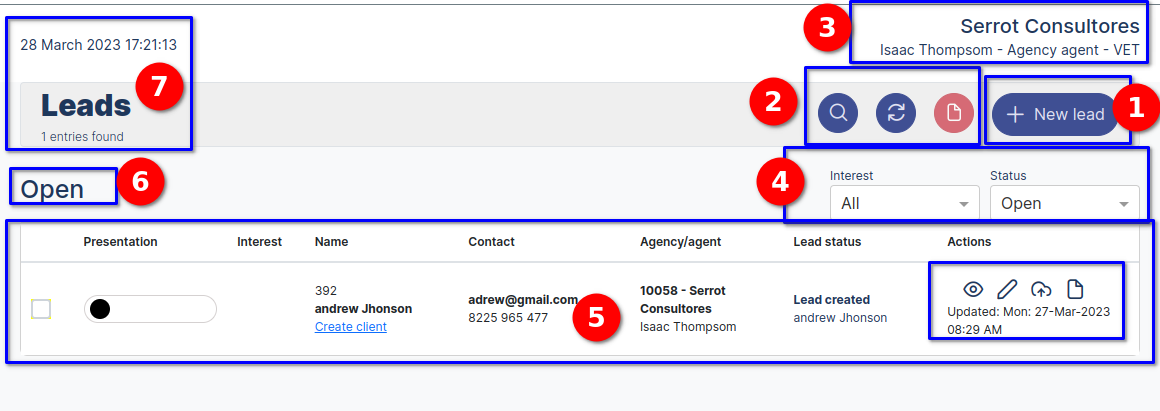 Serrot Consultores
3
28 March 2023 17:21:13
Isaac Thompsom - Agency agent - VET
7
Leads
1 entries found
2
New lead
1
Open
6
4
Interest
All
Status
Open
Presentation Interest Name Contact Agency/agent Lead status Actions
392
andrew Jhonson
Create client
adrew@gmail.com
8225 965 477
5
10058 - Serrot
Consultores
Isaac Thompsom
Lead created
andrew Jhonson
Updated: Mon: 27-Mar-2023
08:29 AM